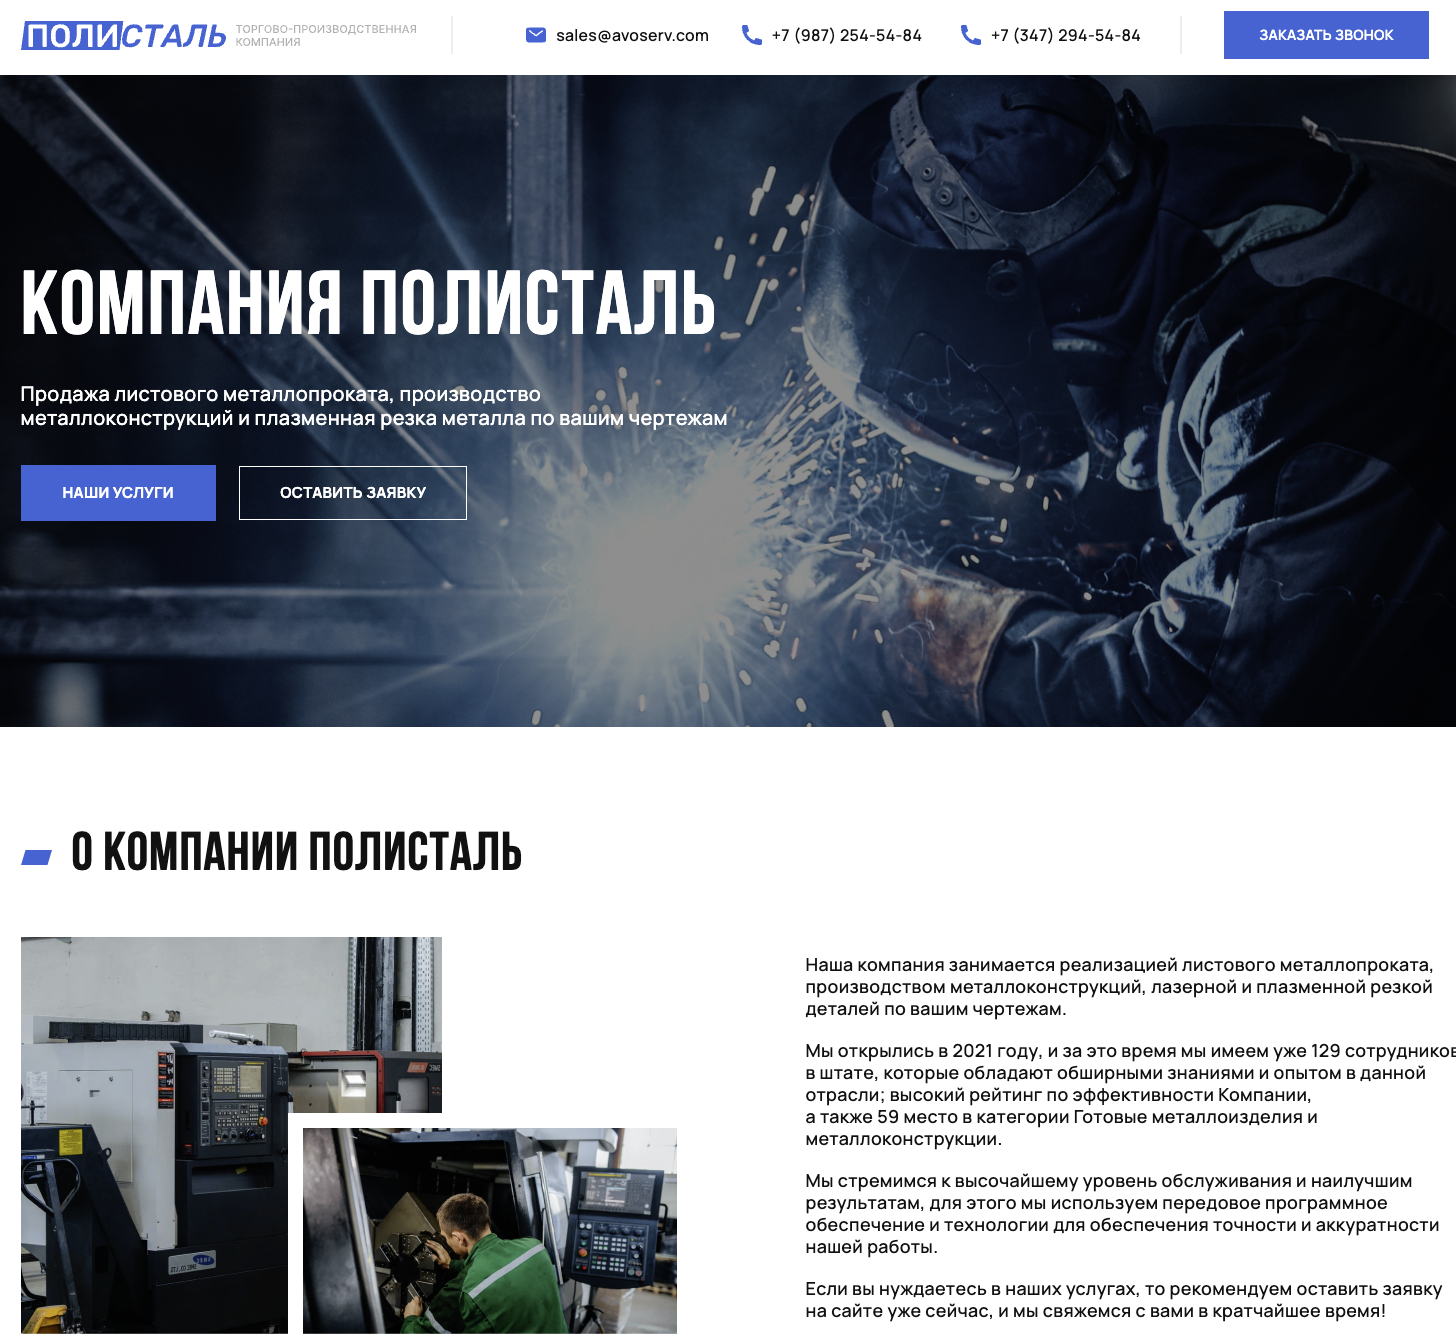 ПОЛИСТАЛЬ
ТОРГОВО-ПРОИЗВОДСТВЕННАЯ
КОМПАНИЯ
sales@avoserv.com
+7 (987) 254-54-84
+7 (347) 294-54-84
ЗАКАЗАТЬ ЗВОНОК
КОМПАНИЯ ПОЛИСТАЛЬ
Продажа листового металлопроката, производство
металлоконструкций и плазменная резка металла по вашим чертежам
НАШИ УСЛУГИ
ОСТАВИТЬ ЗАЯВКУ
О КОМПАНИИ ПОЛИСТАЛЬ
Наша компания занимается реализацией листового металлопроката,
производством металлоконструкций, лазерной и плазменной резкой
деталей по вашим чертежам.
Мы открылись в 2021 году, и за это время мы имеем уже 129 сотрудников
в штате, которые обладают обширными знаниями и опытом в данной
отрасли; высокий рейтинг по эффективности Компании,
а также 59 место в категории Готовые металлоизделия и
металлоконструкции.
Мы стремимся к высочайшему уровень обслуживания и наилучшим
результатам, для этого мы используем передовое программное
обеспечение и технологии для обеспечения точности и аккуратности
нашей работы.
Если вы нуждаетесь в наших услугах, то рекомендуем оставить заявку
на сайте уже сейчас, и мы свяжемся с вами в кратчайшее время!